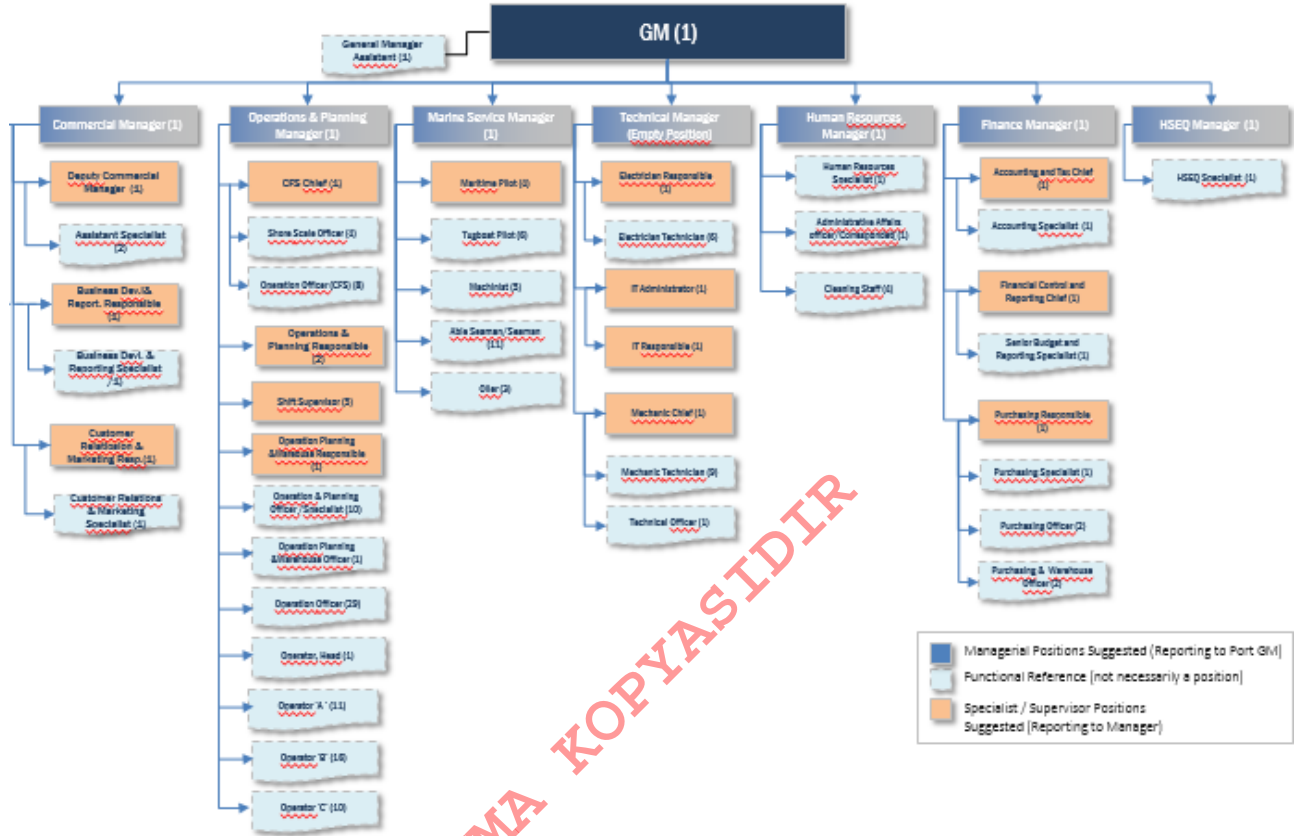 GM (1)
General Manager
Assistant (1)
Commercial Manager (1)
Operations & Planning
Manager (1)
Marine Service Manager
(1)
Technical Manager
(Empty Position)
Human Resources
Manager (1)
Finance Manager (1)
HSEQ Manager (1)
Deputy Commercial
Manager (1)
Assistant Specialist
(2)
Business Dev.&
Report. Responsible
(1)
Business Devl. &
Reporting Specialist
(1)
Customer
Relatiosion &
Marketing Resp.(1)
Customer Relations
& Marketing
Specialist (1)
CFS Chief (1)
Shore Scale Officer
Operation Officer (CFS) (8)
Operations &
Planning Responsible
(2)
Shift Supervisor (5)
Operation Planning
&Warehouse Responsible
(1)
Operation & Planning
Officer / Specialist (10)
Operation Planning
&Warehouse Officer (1)
Operation Officer (29)
Operator, Head (1)
Operator 'A' (11)
Operator 'B'
Operator 'C' (10)
Maritime Pilot
Tugboat Pilot (6)
Machinist (5)
Able Seaman/Seaman
(11)
Oiler (3)
Electrician Responsible
(1)
Electrician Technician (6)
IT Administrator (1)
IT Responsible (1)
Mechanic Chief (1)
Mechanic Technician (9)
Technical Officer (1)
Human Resources
Specialist (1)
Administrative Affairs
officer/Corresponded (1)
Cleaning Staff (4)
Accounting and Tax Chief
(1)
Accounting Specialist (1)
Financial Control and
Reporting Chief (1)
Senior Budget and
Reporting Specialist (1)
Purchasing Responsible
(1)
Purchasing Specialist (1)
Purchasing Officer (2)
Purchasing & Warehouse
Officer (2)
HSEQ Specialist (1)
Managerial Positions Suggested (Reporting to Port GM)
Functional Reference (not necessarily a position)
Specialist / Supervisor Positions
Suggested (Reporting to Manager)
MA KOPYASIDIR